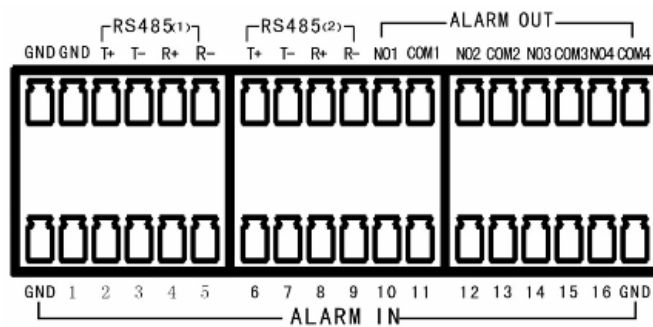 RS485(1) RS485(2) ALARM OUT
GND GND T+ T- R+ R- T+ T- R+ R- NO1 COM1 NO2 COM2 NO3 COM3 NO4 COM4
GND 1 2 3 4 5 6 7 8 9 10 11 12 13 14 15 16 GND
ALARM IN